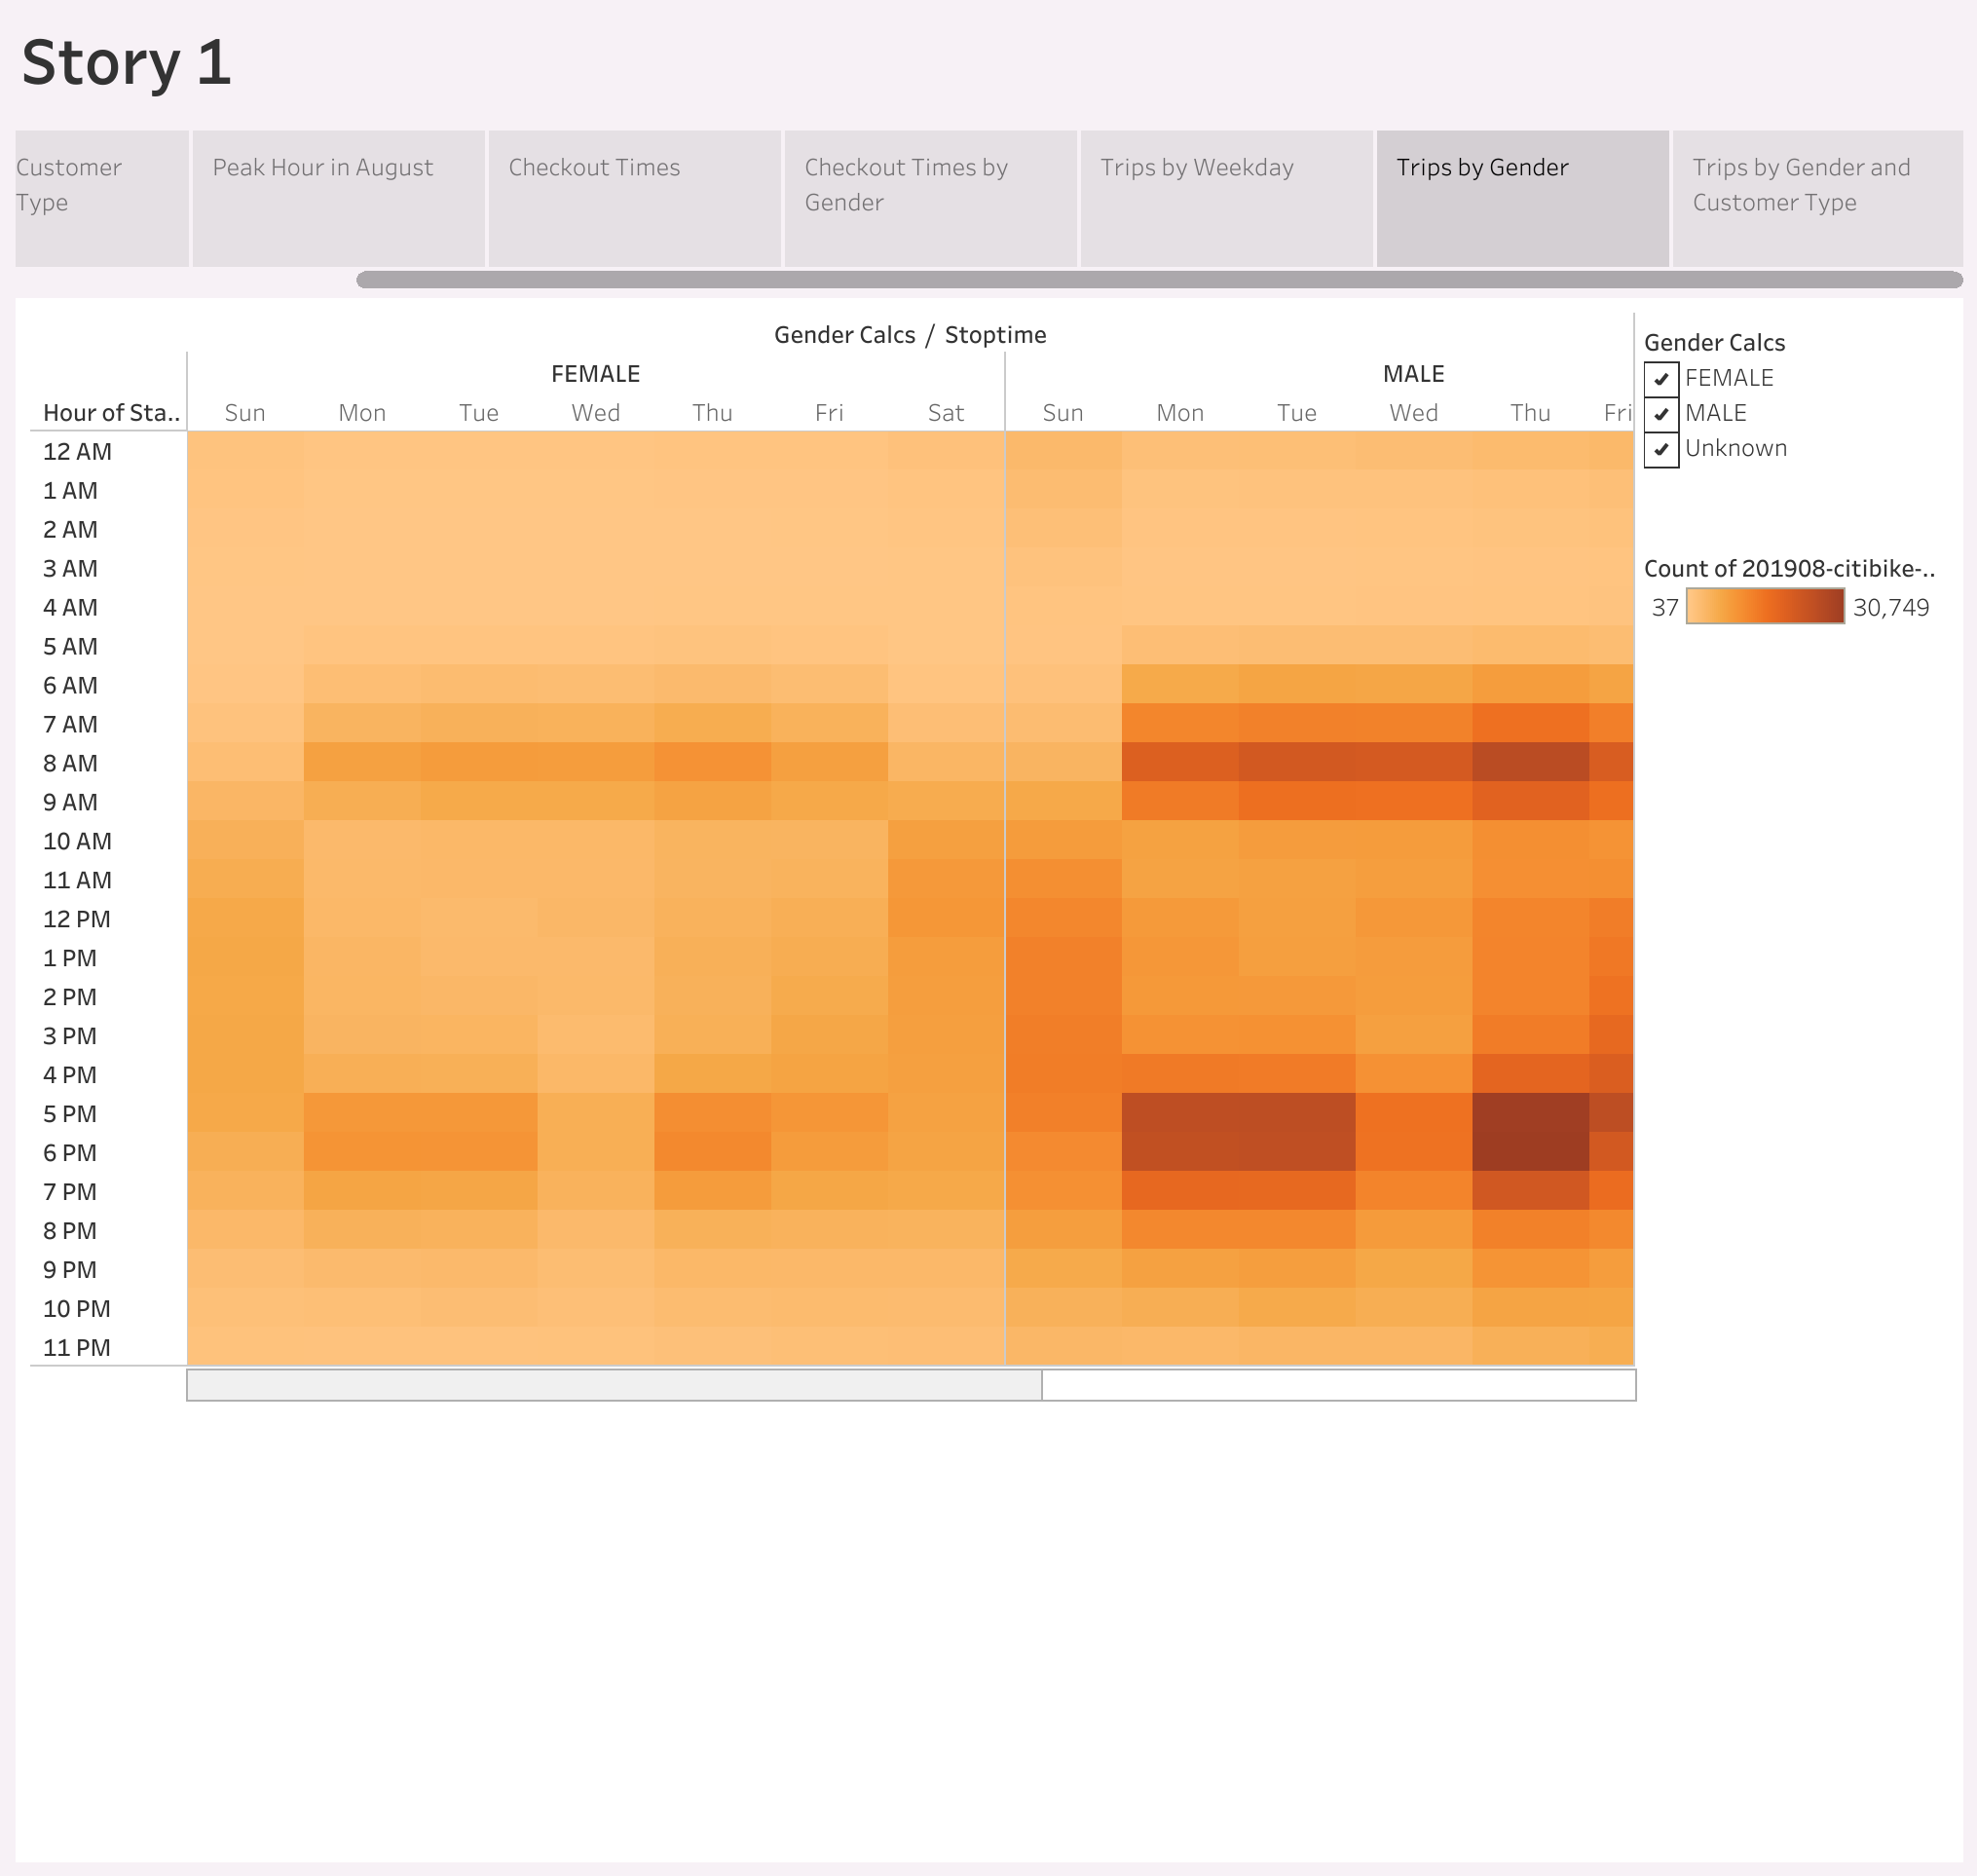 Story 1
Customer
Type
Peak Hour in August
Checkout Times
Checkout Times by
Gender
Trips by Weekday
Trips by Gender
Trips by Gender and
Customer Type
Gender Calcs / Stoptime
FEMALE MALE
Hour of Sta.. Sun Mon Tue Wed Thu Fri Sat Sun Mon Tue Wed Thu Fri
12 AM
1 AM
2 AM
3 AM
4 AM
5 AM
6 AM
7 AM
8 AM
9 AM
10 AM
11 AM
12 PM
1 PM
2 PM
3 PM
4 PM
5 PM
6 PM
7 PM
8 PM
9 PM
10 PM
11 PM
Gender Calcs
FEMALE
MALE
Unknown
Count of 201908-citibike-..
37 30,749